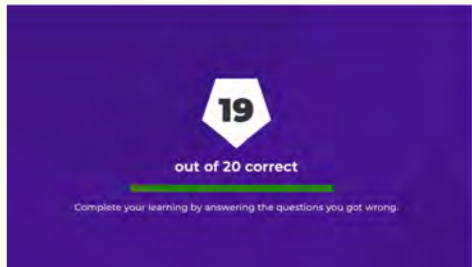 19
out of 20 correct
Complete your learning by answering the questions you got wrong.